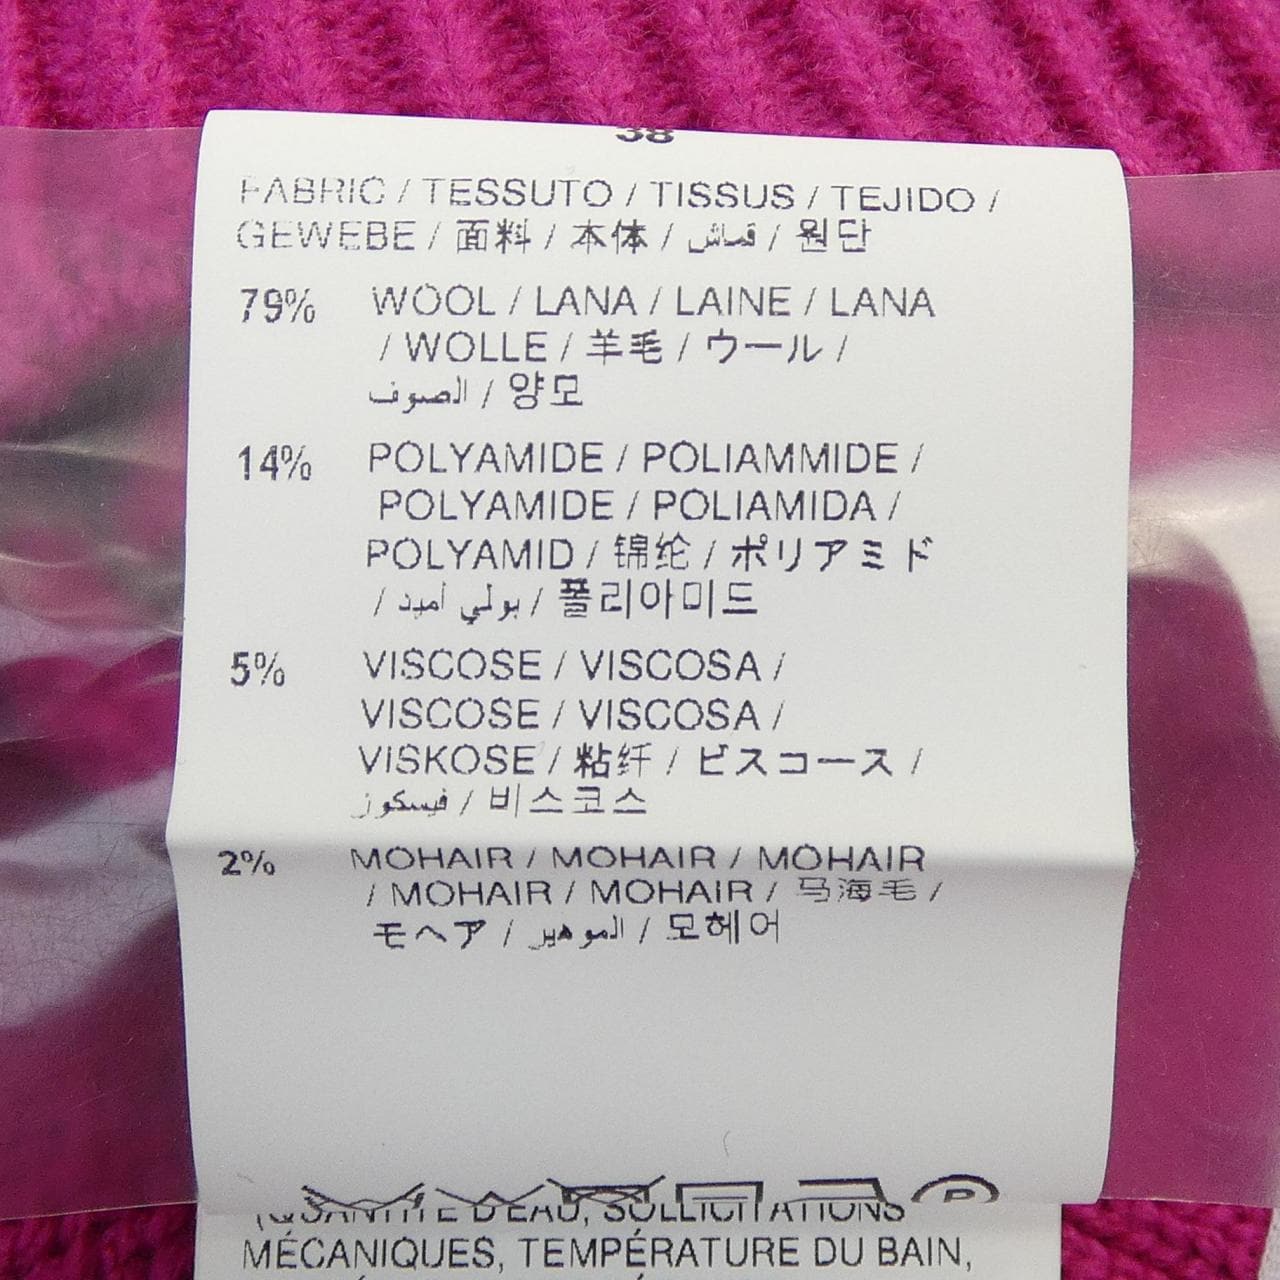 38
FABRIC / TESSUTO / TISSUS / TEJIDO /
GEWEBE / 面料 / 本体 / قماش / 원단
79% WOOL / LANA / LAINE / LANA
/ WOLLE / 羊毛 / ウール /
الصوف / 양모
14% POLYAMIDE / POLIAMMIDE /
POLYAMIDE / POLIAMIDA /
POLYAMID / 锦纶 / ポリアミド
/ بولي أميد / 폴리아미드
5% VISCOSE / VISCOSA /
VISCOSE / VISCOSA /
VISKOSE / 粘纤 / ビスコース /
فيسكوز / 비스코스
2% MOHAIR / MOHAIR / MOHAIR
/ MOHAIR / MOHAIR / 马海毛 /
モヘア / الموهير / 모헤어
P
(QUANTITÉ D'EAU, SOLLICITATIONS
MÉCANIQUES, TEMPÉRATURE DU BAIN,